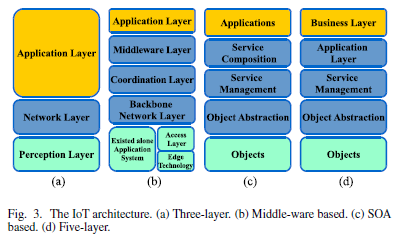 Application Layer
Network Layer
Perception Layer
(a)
Application Layer
Middleware Layer
Coordination Layer
Backbone
Network Layer
Existed alone
Application
System
Access
Layer
Edge
Technology
(b)
Applications
Service
Composition
Service
Management
Object Abstraction
Objects
(c)
Business Layer
Application
Layer
Service
Management
Object Abstraction
Objects
(d)
Fig. 3. The IoT architecture. (a) Three-layer. (b) Middle-ware based. (c) SOA
based. (d) Five-layer.